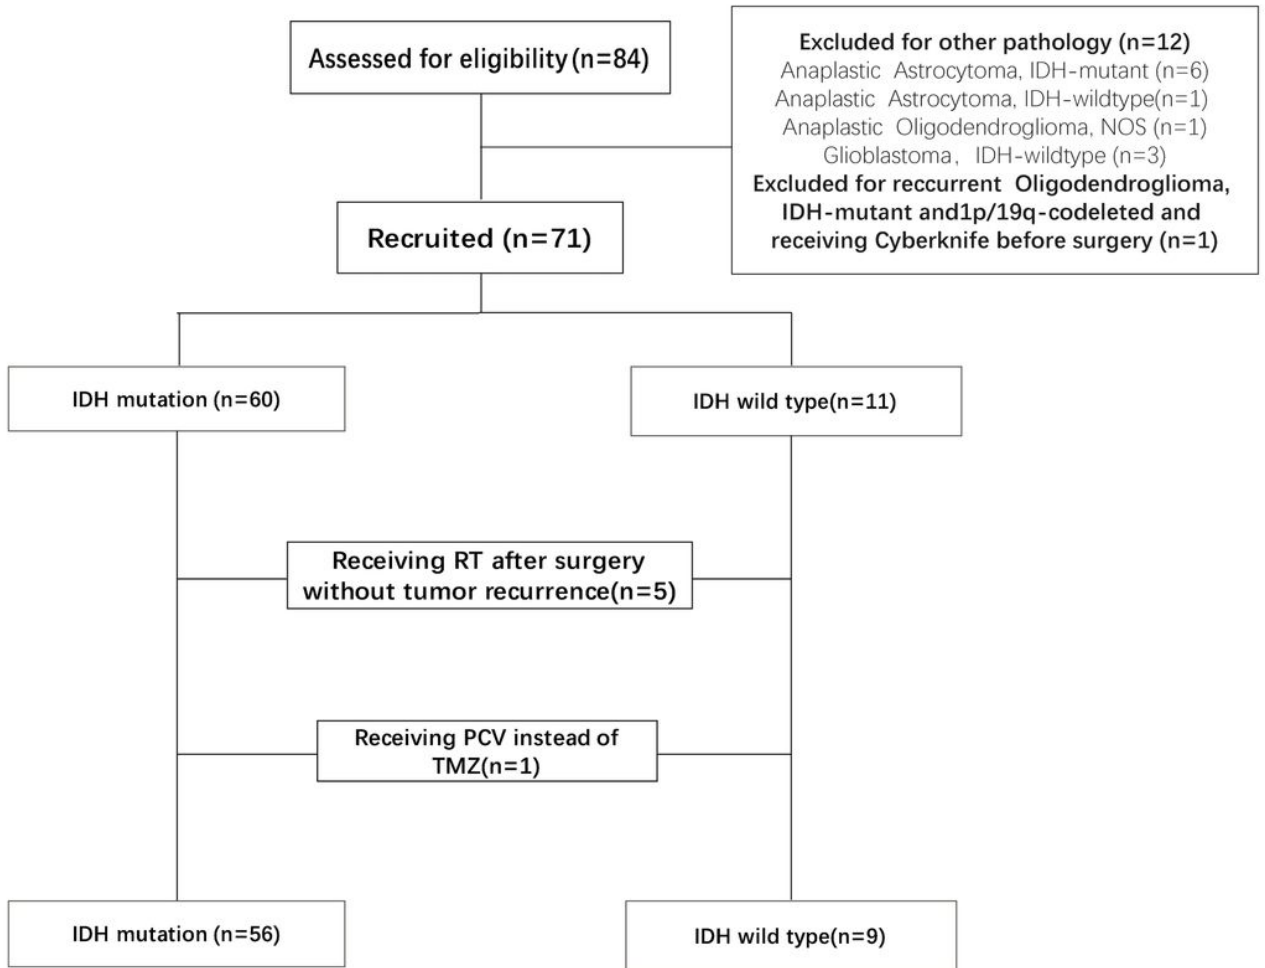 Assessed for eligibility(n=84)
Excluded for other pathology (n=12)
Anaplastic Astrocytoma, IDH-mutant (n=6)
Anaplastic Astrocytoma, IDH-wildtype(n=1)
Anaplastic Oligodendroglioma, NOS (n=1)
Glioblastoma, IDH-wildtype (n=3)
Excluded for reccurrent Oligodendroglioma,
IDH-mutant and1p/19q-codeleted and
receiving Cyberknife before surgery (n=1)
Recruited (n=71)
IDH mutation (n=60)
IDH wild type(n=11)
Receiving RT after surgery
without tumor recurrence(n=5)
Receiving PCV instead of
TMZ(n=1)
IDH mutation (n=56)
IDH wild type(n=9)